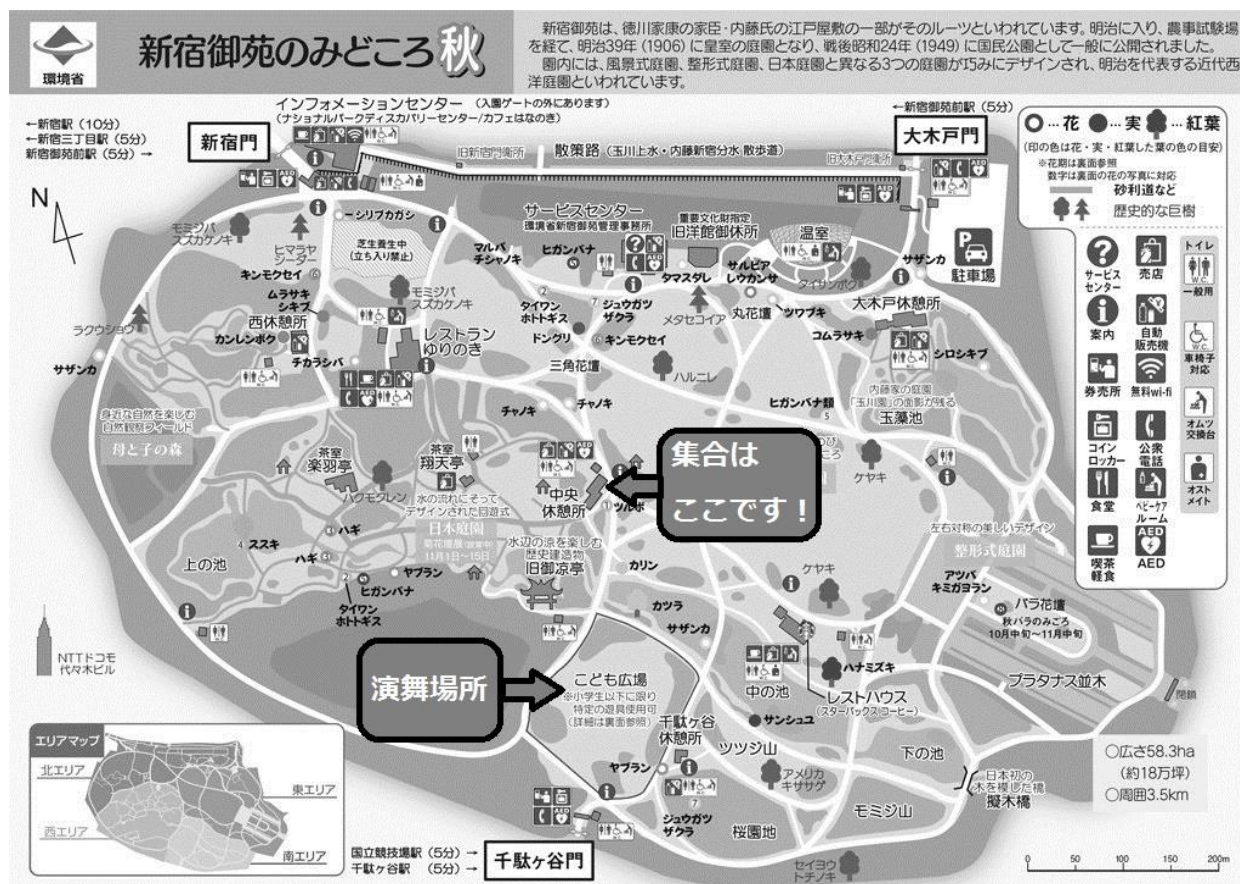 環境省
新宿御苑のみどころ 秋
新宿御苑は、徳川家康の家臣・内藤氏の江戸屋敷の一部がそのルーツといわれています。明治に入り、農事試験場
を経て、明治39年(1906)に皇室の庭園となり、戦後昭和24年(1949)に国民公園として一般に公開されました。
園内には、風景式庭園、整形式庭園、日本庭園と異なる3つの庭園が巧みにデザインされ、明治を代表する近代西
洋庭園といわれています。
インフォメーションセンター(入園ゲートの外にあります)
(ナショナルパークディスカバリーセンター/カフェはなのき)
←新宿駅(10分)
←新宿三丁目駅(5分)
新宿御苑前駅(5分)→
新宿門
←新宿御苑前駅(5分)
大木戸門
旧新宿門衛所
散策路(玉川上水・内藤新宿分水 散歩道)
旧大木戸門衛所
○…花 ●…実 …紅葉
(印の色は花・実・紅葉した葉の色の目安)
※花期は裏面参照
数字は裏面の花の写真に対応
砂利道など
歴史的な巨樹
サービス
センター
売店
トイレ
W.C.
一般用
案内
自動
販売機
W.C.
車椅子
対応
券売所
無料wi-fi
オムツ
交換台
コイン
ロッカー
公衆
電話
オスト
メイト
食堂
ベビーケア
ルーム
喫茶
軽食
AED
AED
N
モミジバ
スズカケノキ
ヒマラヤ
シーダー
シリブカガシ
芝生養生中
(立ち入り禁止)
キンモクセイ
ムラサキ
シキブ
西休憩所
カンレンボク
ラクウショウ
サザンカ
モミジバ
スズカケノキ
レストラン
ゆりのき
チカラシバ
マルバ
チシャノキ
サービスセンター
環境省新宿御苑管理事務所
ヒガンバナ
タイワン
ホトトギス
ジュウガツ
ザクラ
ドングリ
キンモクセイ
三角花壇
重要文化財指定
旧洋館御休所
タマスダレ
メタセコイア
サルビア
レウカンサ
丸花壇
ツワブキ
温室
タイサンボク
サザンカ
P
駐車場
大木戸休憩所
コムラサキ
シロシキブ
ハルニレ
内藤家の庭園
「玉川園」の面影が残る
玉藻池
ヒガンバナ類
5
チャノキ
チャノキ
身近な自然を楽しむ
自然観察フィールド
母と子の森
茶室
楽羽亭
ハクモクレン
茶室
翔天亭
水の流れにそって
デザインされた回遊式
日本庭園
11月1日〜15日
中央
休憩所
ツルボ
集合は
ここです！
ケヤキ
左右対称の美しいデザイン
整形式庭園
上の池
4 ススキ
ハギ
ハギ
ヤブラン
ヒガンバナ
タイワン
ホトトギス
水辺の涼を楽しむ
歴史建造物
旧御凉亭
カリン
カツラ
サザンカ
ケヤキ
アツバ
キミガヨラン
バラ花壇
秋バラのみごろ
10月中旬〜11月中旬
NTTドコモ
代々木ビル
演舞場所
こども広場
※小学生以下に限り
特定の遊具使用可
(詳細は裏面参照)
中の池
ハナミズキ
レストハウス
(スターバックス コーヒー)
プラタナス並木
閉鎖
サンシュユ
千駄ヶ谷
休憩所
ツツジ山
ヤブラン
アメリカ
キササゲ
下の池
日本初の
木を模した橋
擬木橋
ジュウガツ
ザクラ
桜園地
モミジ山
セイヨウ
トチノキ
○広さ58.3ha
(約18万坪)
○周囲3.5km
エリアマップ
北エリア
東エリア
西エリア
南エリア
国立競技場駅(5分)→
千駄ヶ谷駅 (5分)→
千駄ヶ谷門
0 50 100 150 200m